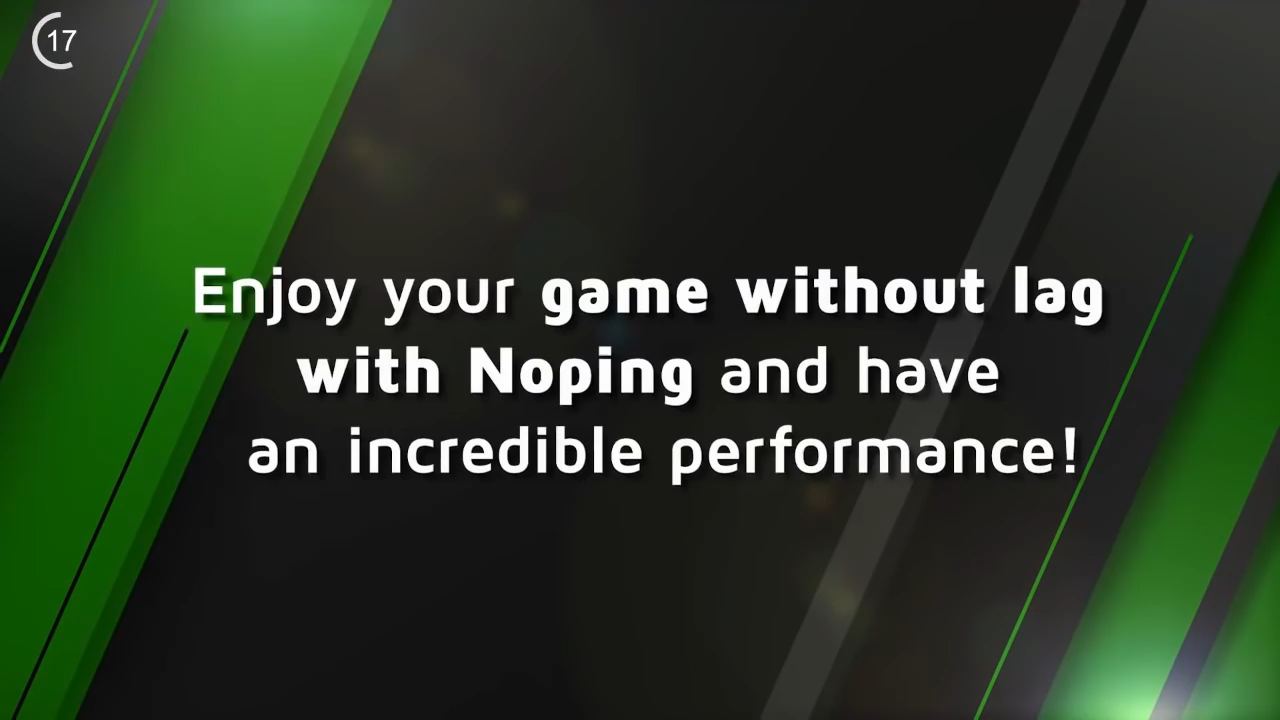 17
Enjoy your game without lag
with Noping and have
an incredible performance!